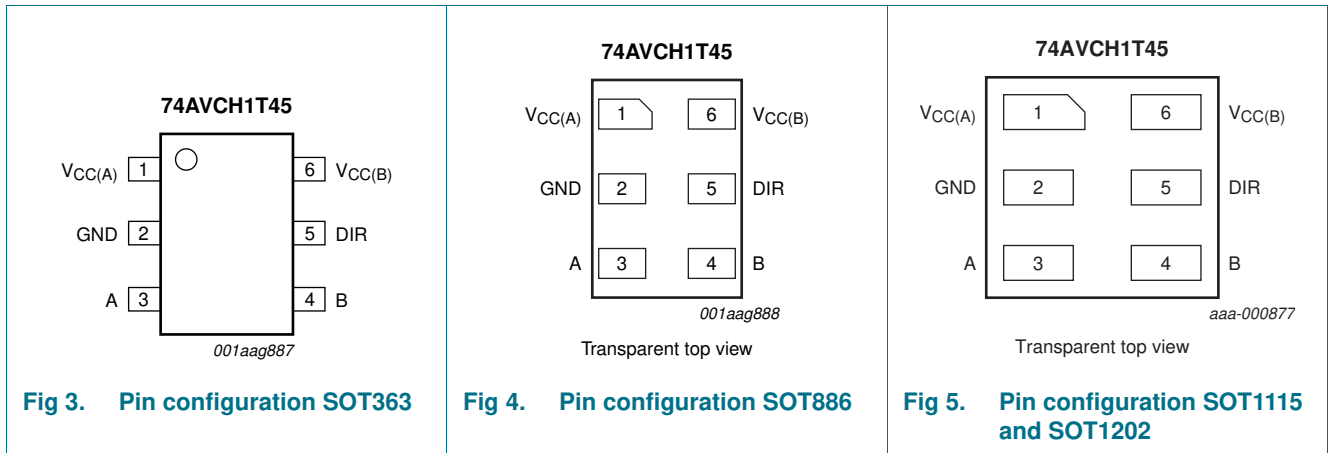 74AVCH1T45
VCC(A) 1 6 VCC(B)
GND 2 5 DIR
A 3 4 B
001aag887
Fig 3. Pin configuration SOT363
74AVCH1T45
VCC(A) 1 6 VCC(B)
GND 2 5 DIR
A 3 4 B
001aag888
Transparent top view
Fig 4. Pin configuration SOT886
74AVCH1T45
VCC(A) 1 6 VCC(B)
GND 2 5 DIR
A 3 4 B
aaa-000877
Transparent top view
Fig 5. Pin configuration SOT1115
and SOT1202